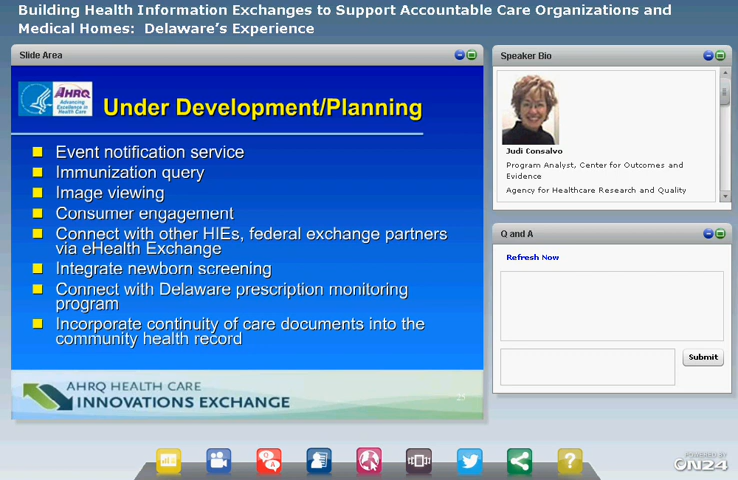 Building Health Information Exchanges to Support Accountable Care Organizations and
Medical Homes: Delaware's Experience
Slide Area
AHRQ
Advancing
Excellence in
Health Care
Under Development/Planning
Event notification service
Immunization query
Image viewing
Consumer engagement
Connect with other HIEs, federal exchange partners
via eHealth Exchange
Integrate newborn screening
Connect with Delaware prescription monitoring
program
Incorporate continuity of care documents into the
community health record
AHRQ HEALTH CARE
INNOVATIONS EXCHANGE
Speaker Bio
Judi Consalvo
Program Analyst, Center for Outcomes and
Evidence
Agency for Healthcare Research and Quality
Q and A
Refresh Now
Submit
Q
A
?
POWERED BY
ON24